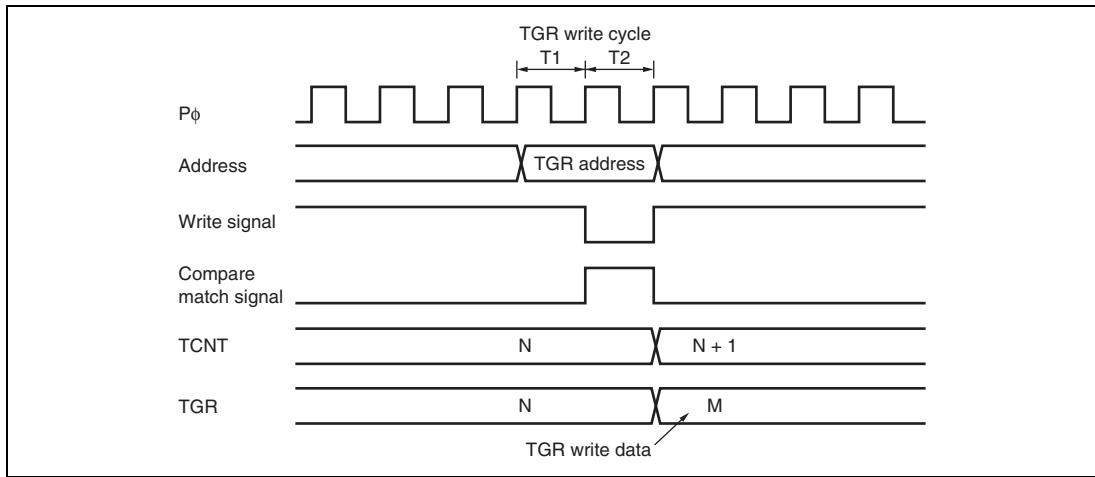 TGR write cycle
T1 T2
Pϕ
Address
TGR address
Write signal
Compare
match signal
TCNT
N
N + 1
TGR
N
M
TGR write data